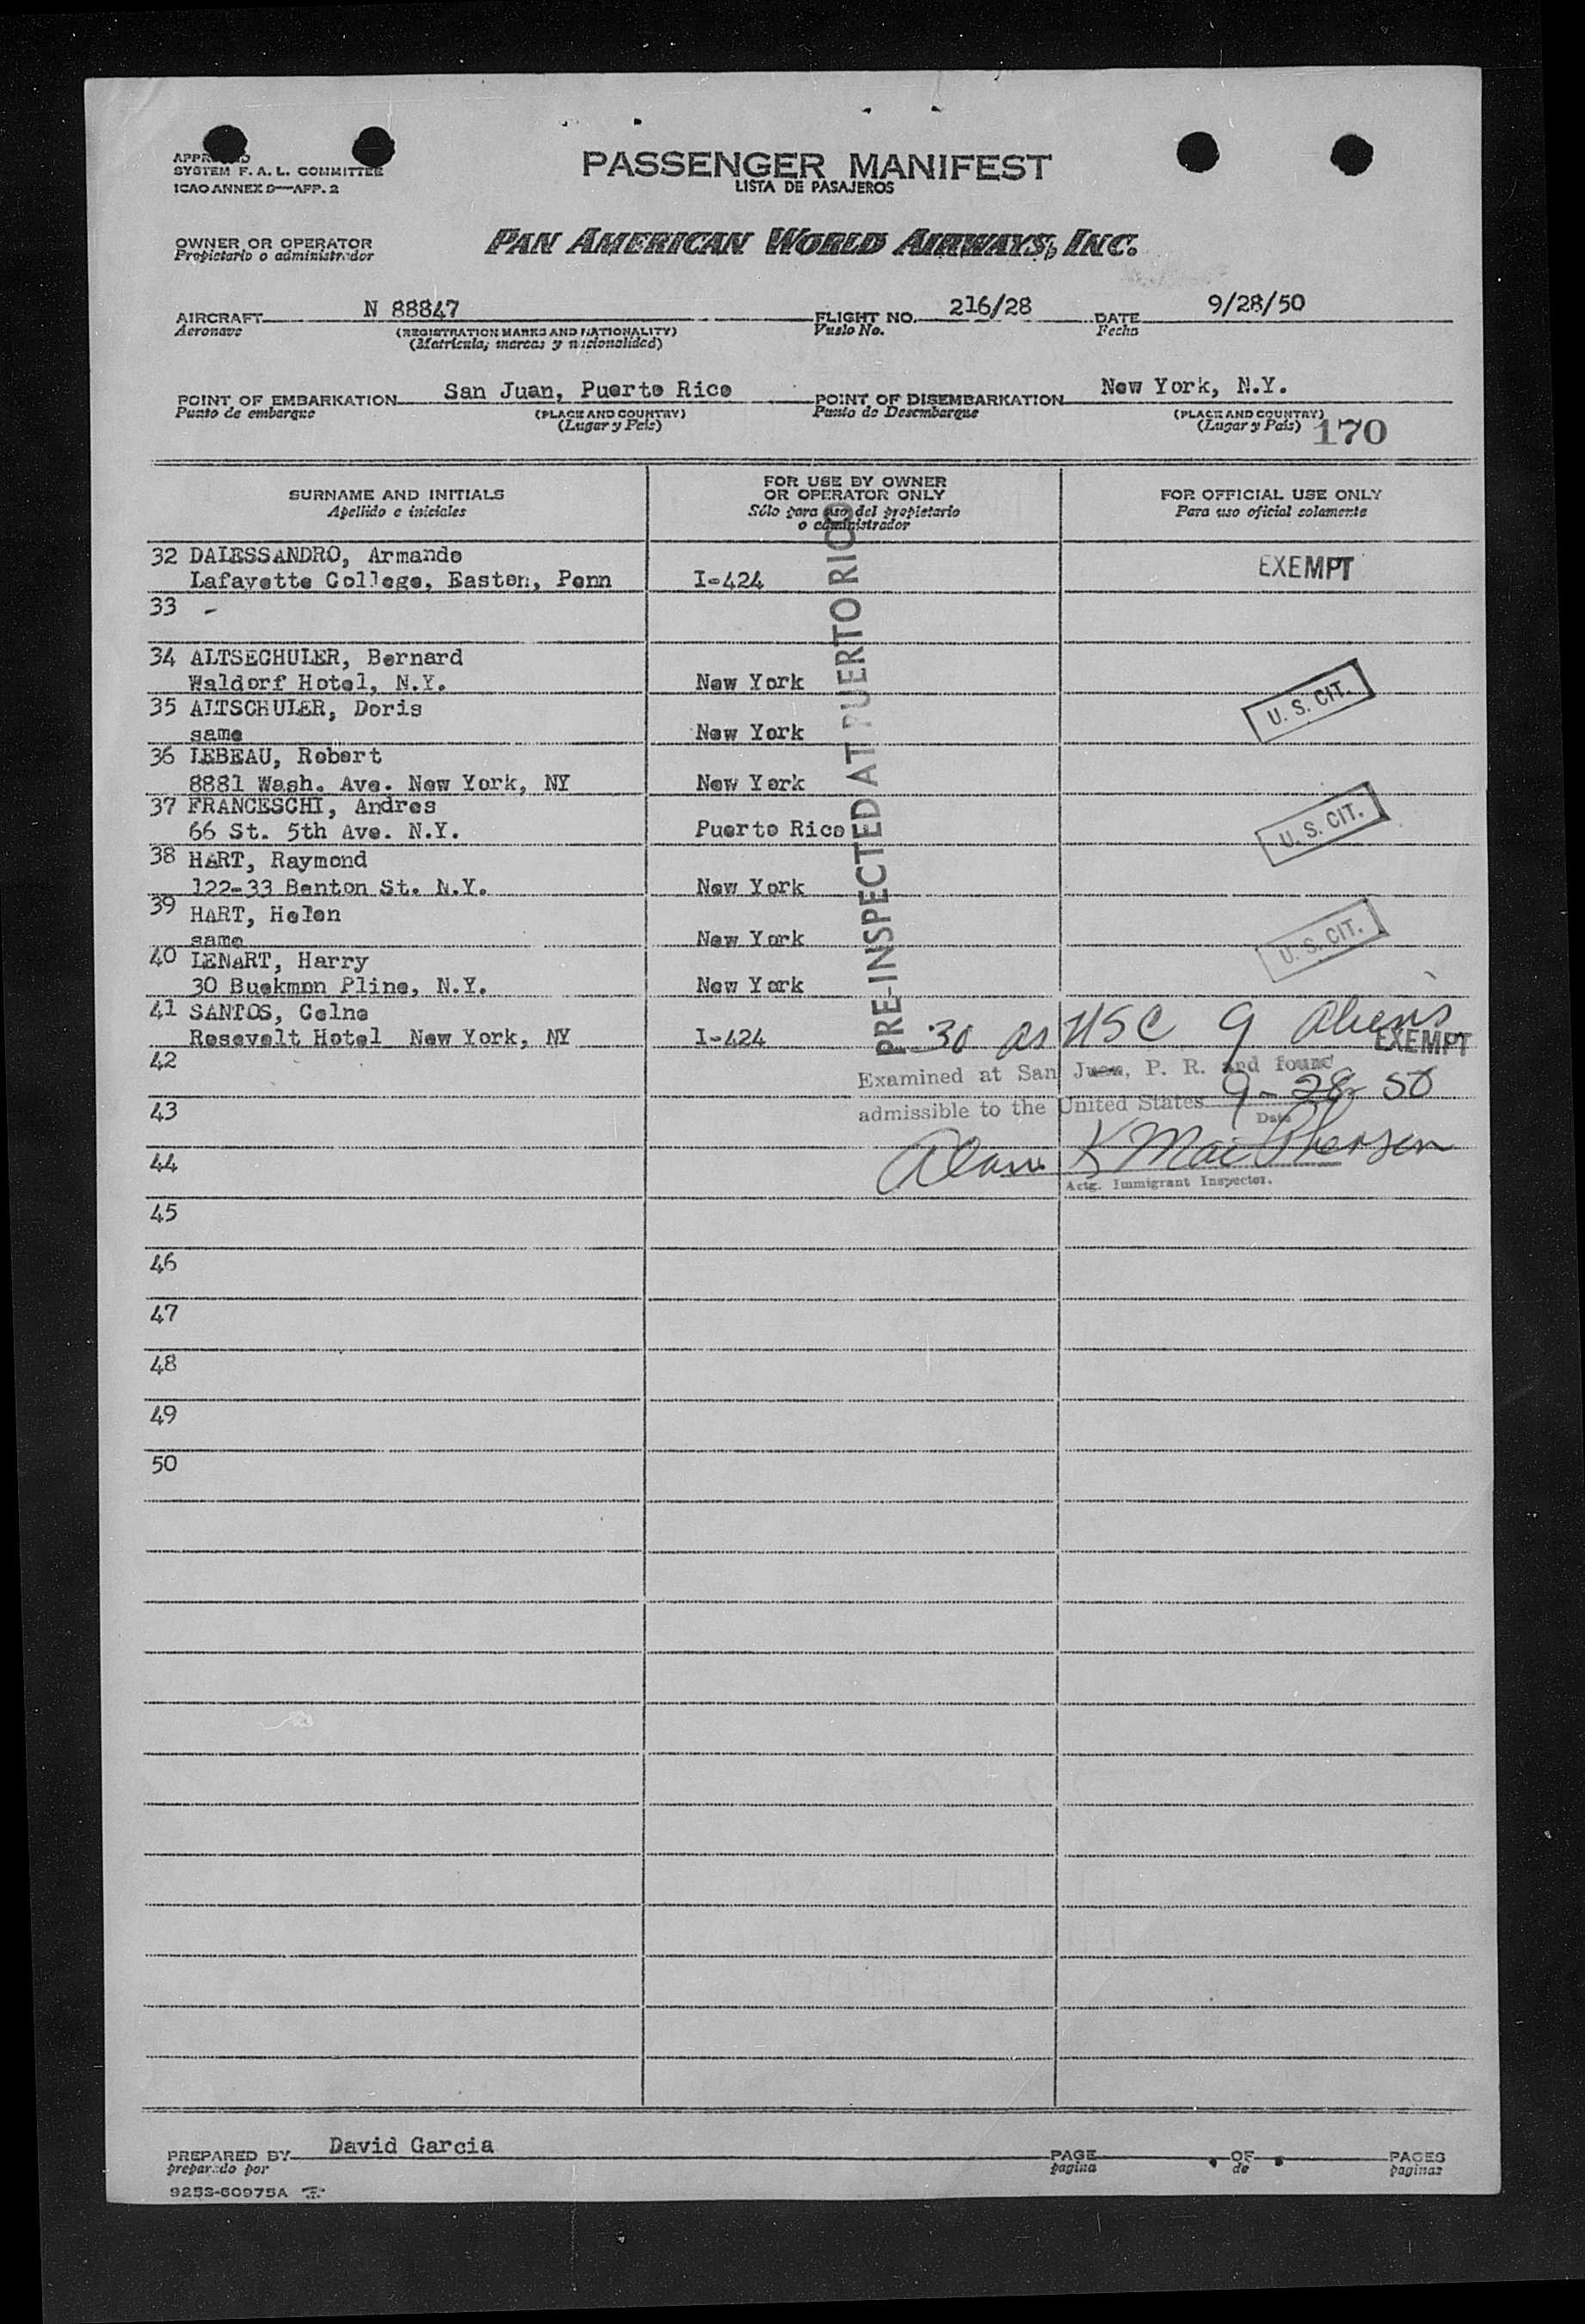 PASSENGER MANIFEST
LISTA DE PASAJEROS
SYSTEM F. A. L. COMMITTEE
ICAO ANNEX 9—APP. 2
OWNER OR OPERATOR
Propietario o administrador
PAN AMERICAN WORLD AIRWAYS, INC.
AIRCRAFT N 88847 FLIGHT NO. 216/28 DATE 9/28/50
Aeronave (REGISTRATION MARKS AND NATIONALITY) Vuelo No. Fecha
(Matrícula, marcas y nacionalidad)
POINT OF EMBARKATION San Juan, Puerto Rico POINT OF DISEMBARKATION New York, N.Y.
Punto de embarque (PLACE AND COUNTRY) Punto de Desembarque (PLACE AND COUNTRY)
(Lugar y País) (Lugar y País) 170
SURNAME AND INITIALS FOR USE BY OWNER OR OPERATOR ONLY FOR OFFICIAL USE ONLY
Apellido e iniciales Sólo para uso del propietario o administrador Para uso oficial solamente
PRE-INSPECTED AT PUERTO RICO
32 DALESSANDRO, Armando EXEMPT
Lafayette College, Easton, Penn I-424
33 -
34 ALTSECHULER, Bernard
Waldorf Hotel, N.Y. New York
U. S. CIT.
35 ALTSCHULER, Doris
same New York
36 LEBEAU, Robert
8881 Wash. Ave. New York, NY New York
37 FRANCESCHI, Andres
66 St. 5th Ave. N.Y. Puerto Rico U. S. CIT.
38 HART, Raymond
122-33 Benton St. N.Y. New York
39 HART, Helen
same New York U. S. CIT.
40 LENART, Harry
30 Buekmon Pline, N.Y. New York
41 SANTOS, Celne
Resevelt Hotel New York, NY I-424 30 as USC 9 aliens EXEMPT
42 Examined at San Juan, P. R. and found
43 admissible to the United States 9-28-50
Date
44 Alan K MacPherson
Actg. Immigrant Inspector.
45
46
47
48
49
50
PREPARED BY David Garcia PAGE OF PAGES
preparado por pagina de paginas
9253-60975A